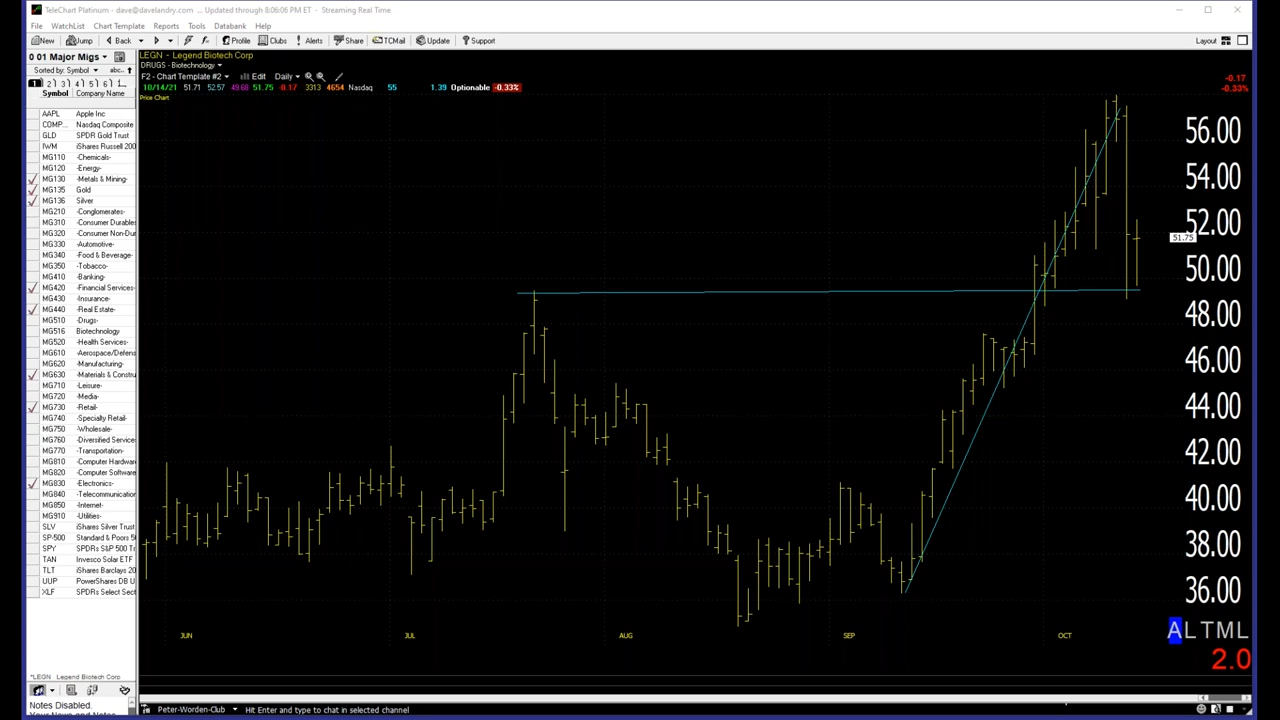 TeleChart Platinum - dave@davelandry.com ... Updated through 8:06:06 PM ET - Streaming Real Time
File WatchList Chart Template Reports Tools Databank Help
New Jump Back Profile Clubs Alerts Share TCMail Update Support Layout
0 01 Major Migs
Sorted by: Symbol abc..
1 2 3 4 5 6
Symbol Company Name
AAPL Apple Inc
COMP... Nasdaq Composite
GLD SPDR Gold Trust
IWM iShares Russell 200
MG110 -Chemicals-
MG120 -Energy-
MG130 -Metals & Mining-
MG135 Gold
MG136 Silver
MG210 -Conglomerates-
MG310 -Consumer Durables
MG320 -Consumer Non-Dur
MG330 -Automotive-
MG340 -Food & Beverage-
MG350 -Tobacco-
MG410 -Banking-
MG420 -Financial Services-
MG430 -Insurance-
MG440 -Real Estate-
MG510 -Drugs-
MG516 Biotechnology
MG520 -Health Services-
MG610 -Aerospace/Defens
MG620 -Manufacturing-
MG630 -Materials & Constru
MG710 -Leisure-
MG720 -Media-
MG730 -Retail-
MG740 -Specialty Retail-
MG750 -Wholesale-
MG760 -Diversified Service
MG770 -Transportation-
MG810 -Computer Hardwar
MG820 -Computer Software
MG830 -Electronics-
MG840 -Telecommunication
MG850 -Internet-
MG910 -Utilities-
SLV iShares Silver Trust
SP-500 Standard & Poors 50
SPY SPDRs S&P 500 Tr
TAN Invesco Solar ETF
TLT iShares Barclays 20
UUP PowerShares DB U
XLF SPDRs Select Sect
*LEGN Legend Biotech Corp
Notes Disabled.
LEGN - Legend Biotech Corp
DRUGS - Biotechnology
F2 - Chart Template #2 Edit Daily
10/14/21 51.71 52.57 49.68 51.75 -0.17 3313 4654 Nasdaq 55 1.39 Optionable -0.33%
Price Chart
-0.17
-0.33%
56.00
54.00
52.00
51.75
50.00
48.00
46.00
44.00
42.00
40.00
38.00
36.00
JUN JUL AUG SEP OCT
ALTML
2.0
Peter-Worden-Club Hit Enter and type to chat in selected channel